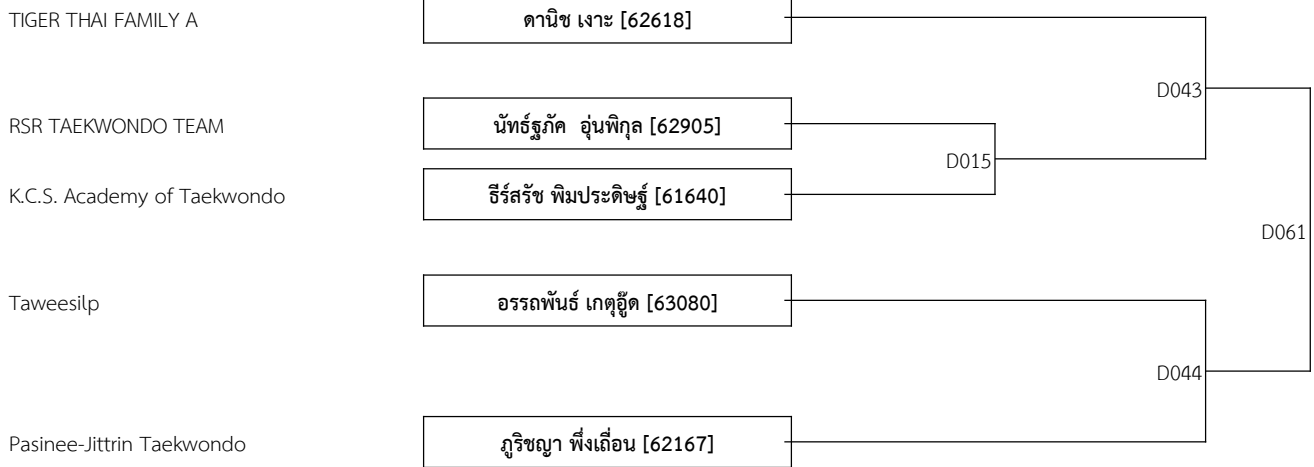 TIGER THAI FAMILY A
ดานิช เงาะ [62618]
D043
RSR TAEKWONDO TEAM
นัทธ์ฐภัค  อุ่นพิกุล [62905]
D015
K.C.S. Academy of Taekwondo
ธีร์สรัช พิมประดิษฐ์ [61640]
D061
Taweesilp
อรรถพันธ์ เกตุอู๊ด [63080]
D044
Pasinee-Jittrin Taekwondo
ภูริชญา พึ่งเถื่อน [62167]